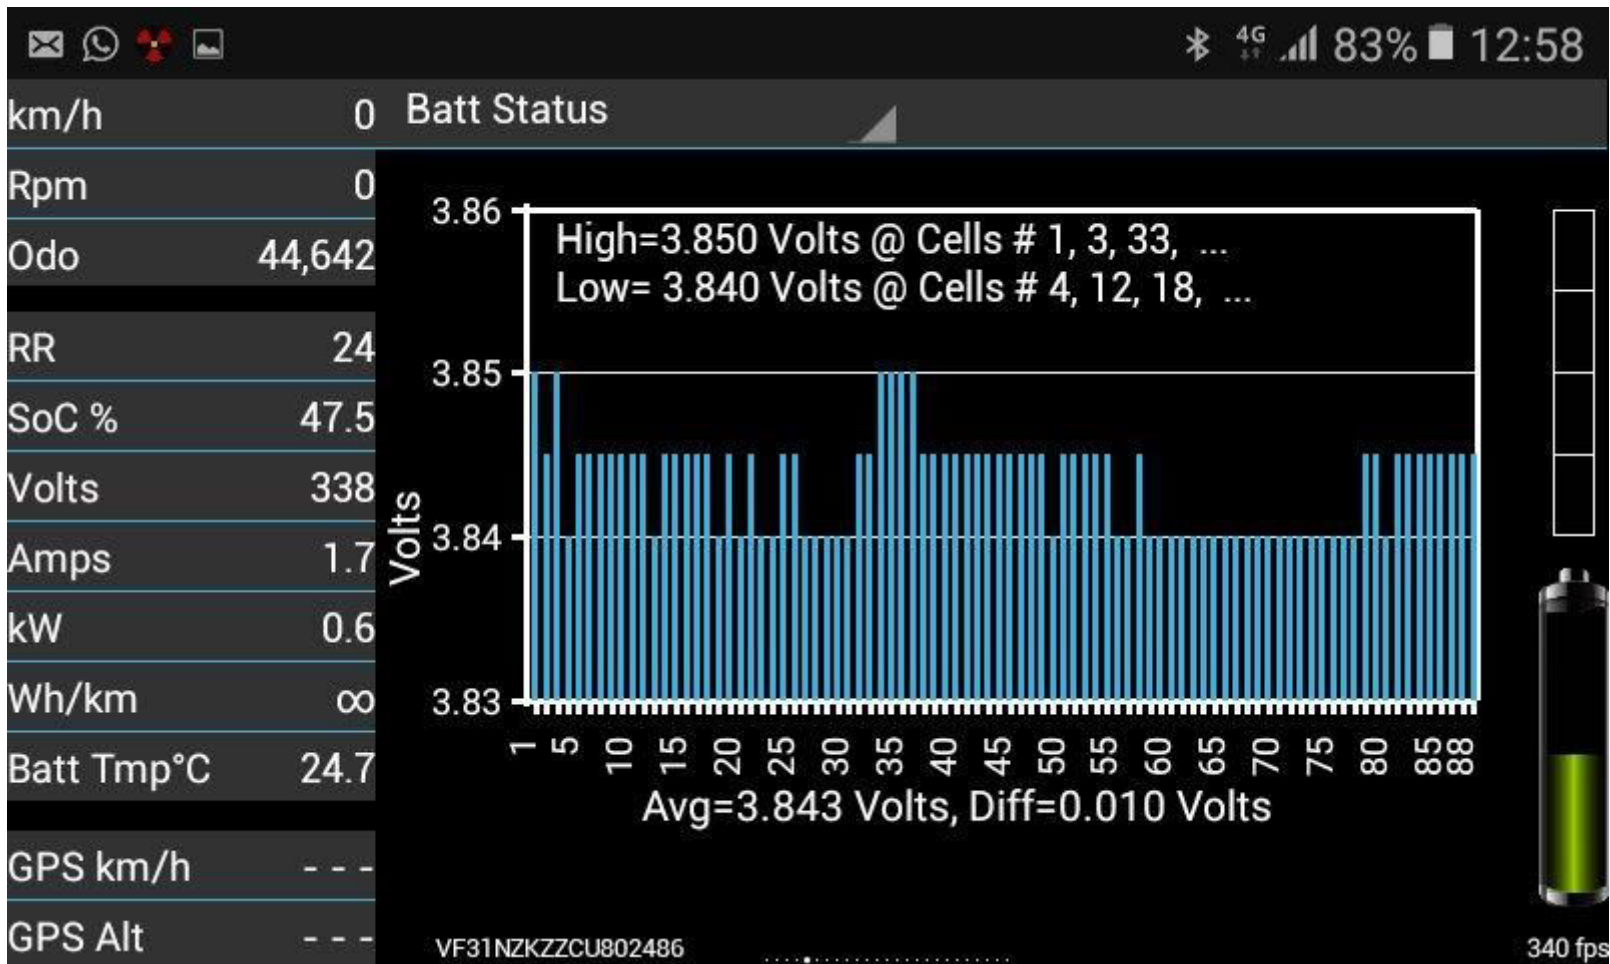 4G 83% 12:58
km/h 0
Rpm 0
Odo 44,642
RR 24
SoC % 47.5
Volts 338
Amps 1.7
kW 0.6
Wh/km ∞
Batt Tmp°C 24.7
GPS km/h - - -
GPS Alt - - -
Batt Status
High=3.850 Volts @ Cells # 1, 3, 33, ...
Low= 3.840 Volts @ Cells # 4, 12, 18, ...
Volts
3.86
3.85
3.84
3.83
1 5 10 15 20 25 30 35 40 45 50 55 60 65 70 75 80 85 88
Avg=3.843 Volts, Diff=0.010 Volts
VF31NZKZZCU802486
340 fps